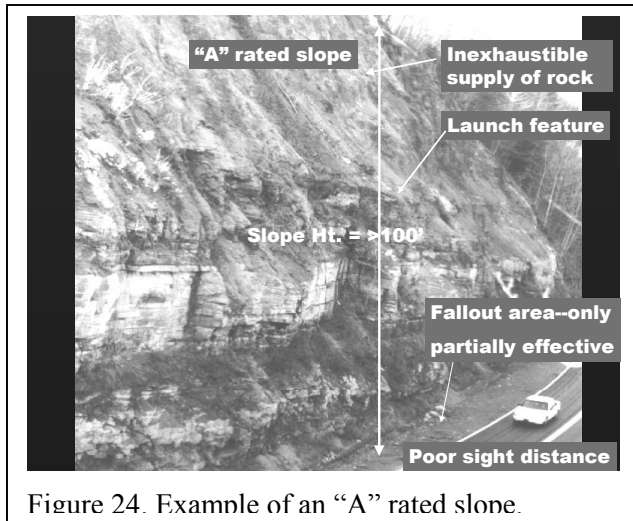 “A” rated slope
Inexhaustible
supply of rock
Launch feature
Slope Ht. = >100’
Fallout area--only
partially effective
Poor sight distance
Figure 24. Example of an “A” rated slope.